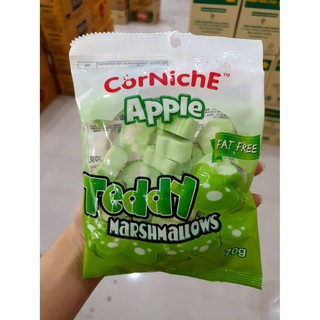 CorNichE™
Apple
FAT FREE
Teddy
MARSHMALLOWS
70g